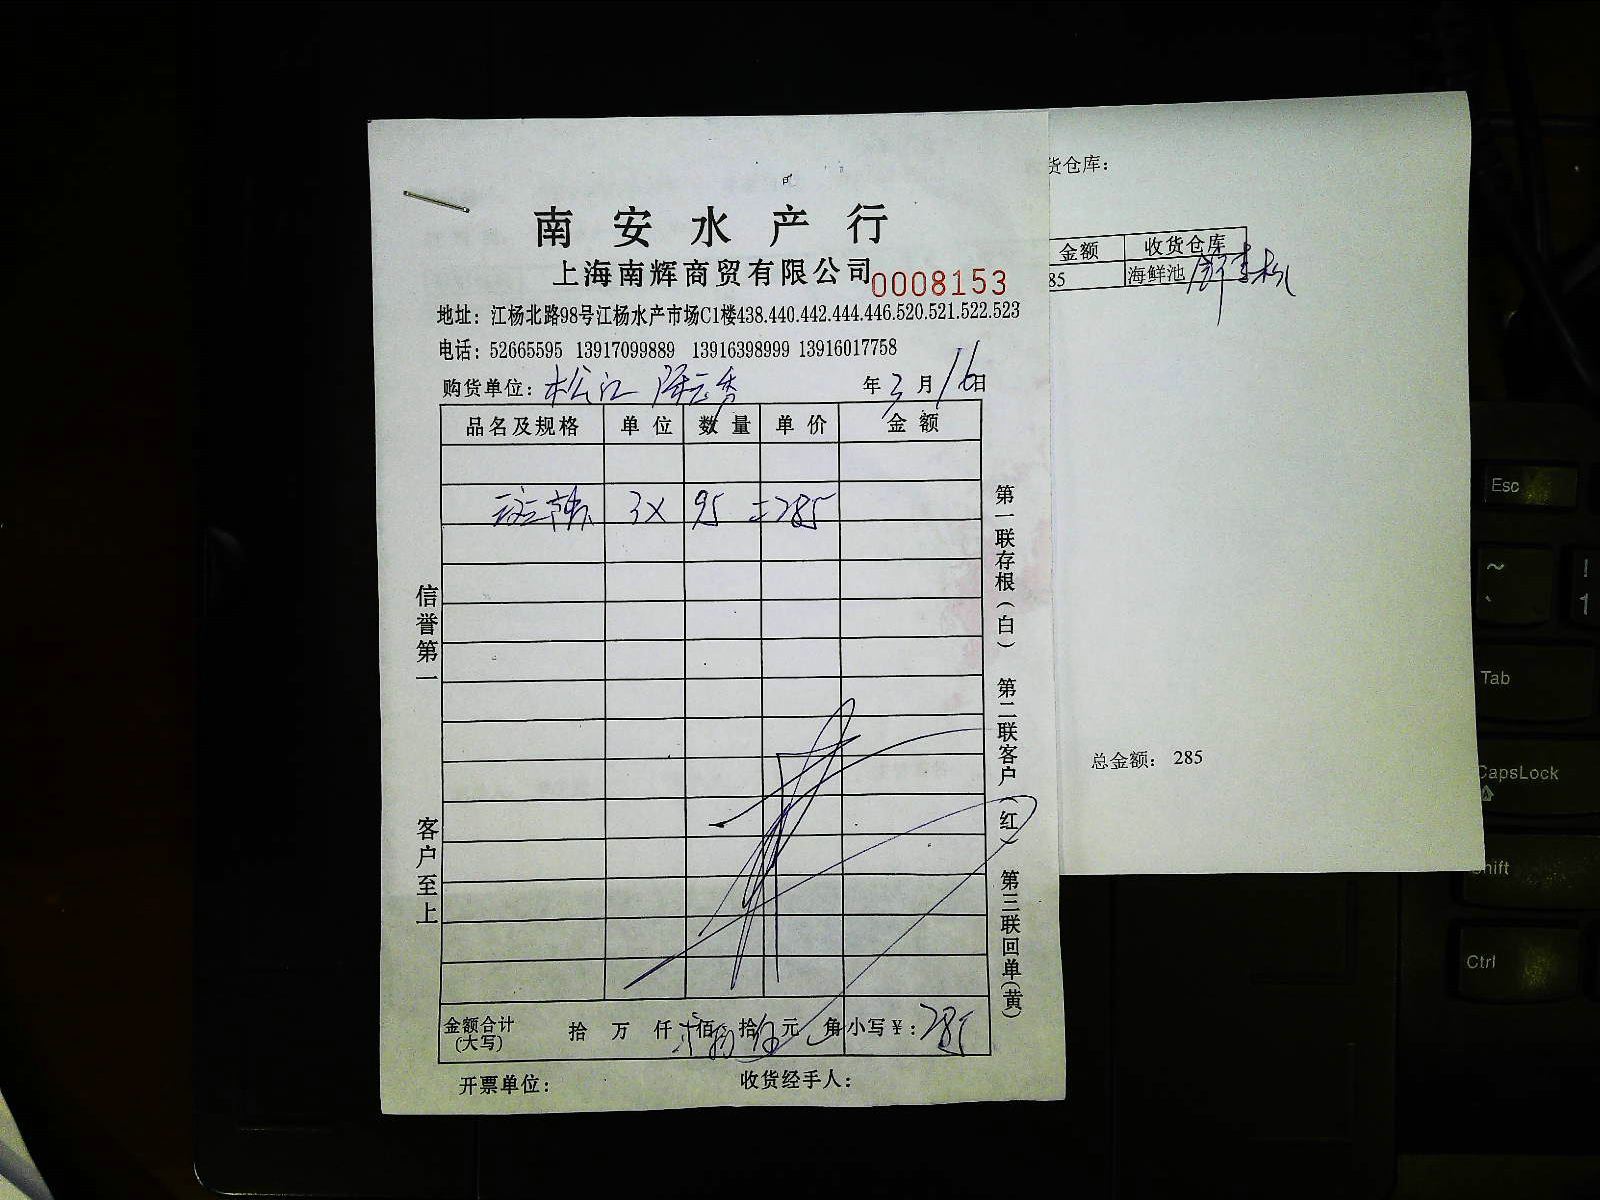 南安水产行
上海南辉商贸有限公司 0008153
地址：江杨北路98号江杨水产市场C1楼438.440.442.444.446.520.521.522.523
电话：52665595 13917099889 13916398999 13916017758
购货单位：松江 年3月16日
品名及规格 单位 数量 单价 金额
3× 95 =285
信誉第一
客户至上
第一联存根（白） 第二联客户（红） 第三联回单（黄）
金额合计 拾 万 仟 佰 拾 元 角 小写￥：285
(大写)
开票单位： 收货经手人：
货仓库：
金额 收货仓库
85 海鲜池
总金额： 285
Esc
~
!
`
1
Tab
CapsLock
Shift
Ctrl